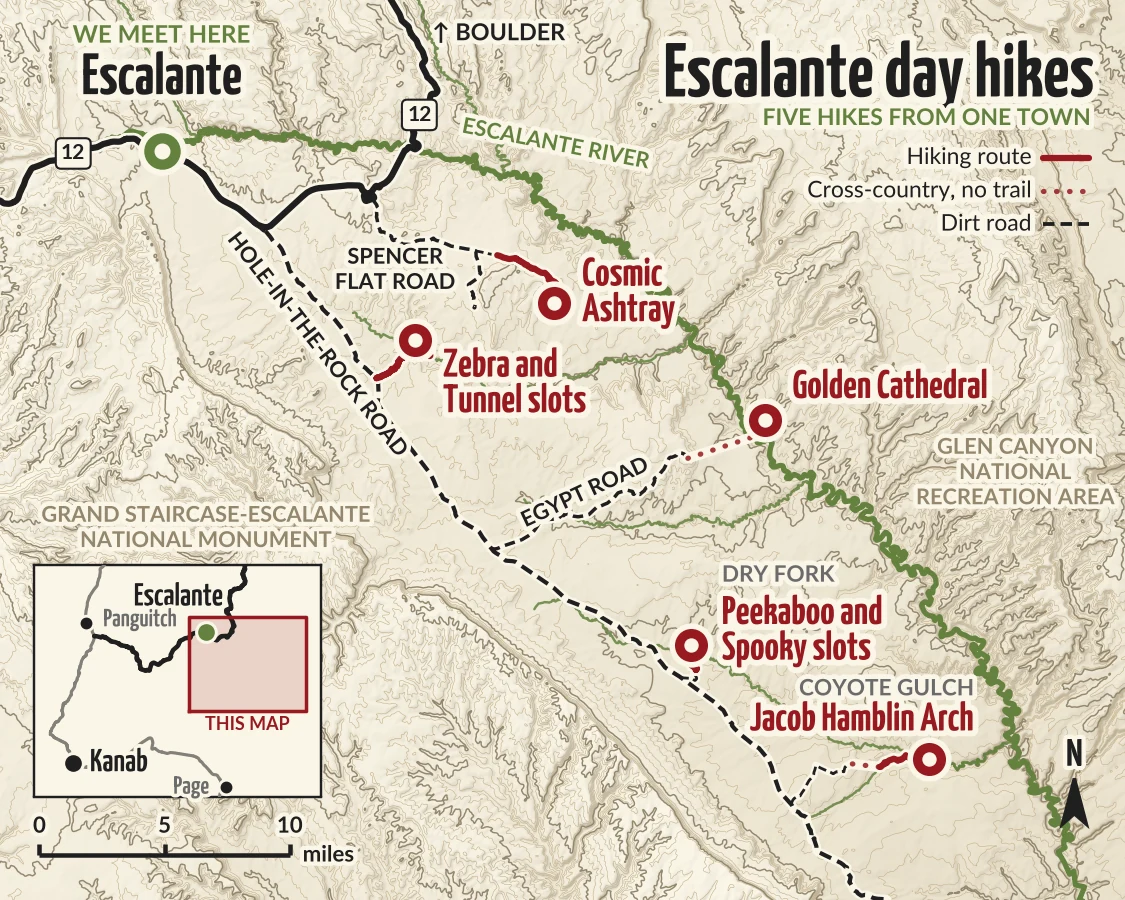 WE MEET HERE
Escalante
↑ BOULDER
Escalante day hikes
FIVE HIKES FROM ONE TOWN
12
12
ESCALANTE RIVER
Hiking route
Cross-country, no trail
Dirt road
HOLE-IN-THE-ROCK ROAD
SPENCER
FLAT ROAD
Cosmic
Ashtray
Zebra and
Tunnel slots
Golden Cathedral
GLEN CANYON
NATIONAL
RECREATION AREA
EGYPT ROAD
GRAND STAIRCASE-ESCALANTE
NATIONAL MONUMENT
DRY FORK
Peekaboo and
Spooky slots
COYOTE GULCH
Jacob Hamblin Arch
Escalante
Panguitch
THIS MAP
Kanab
Page
N
0 5 10
miles